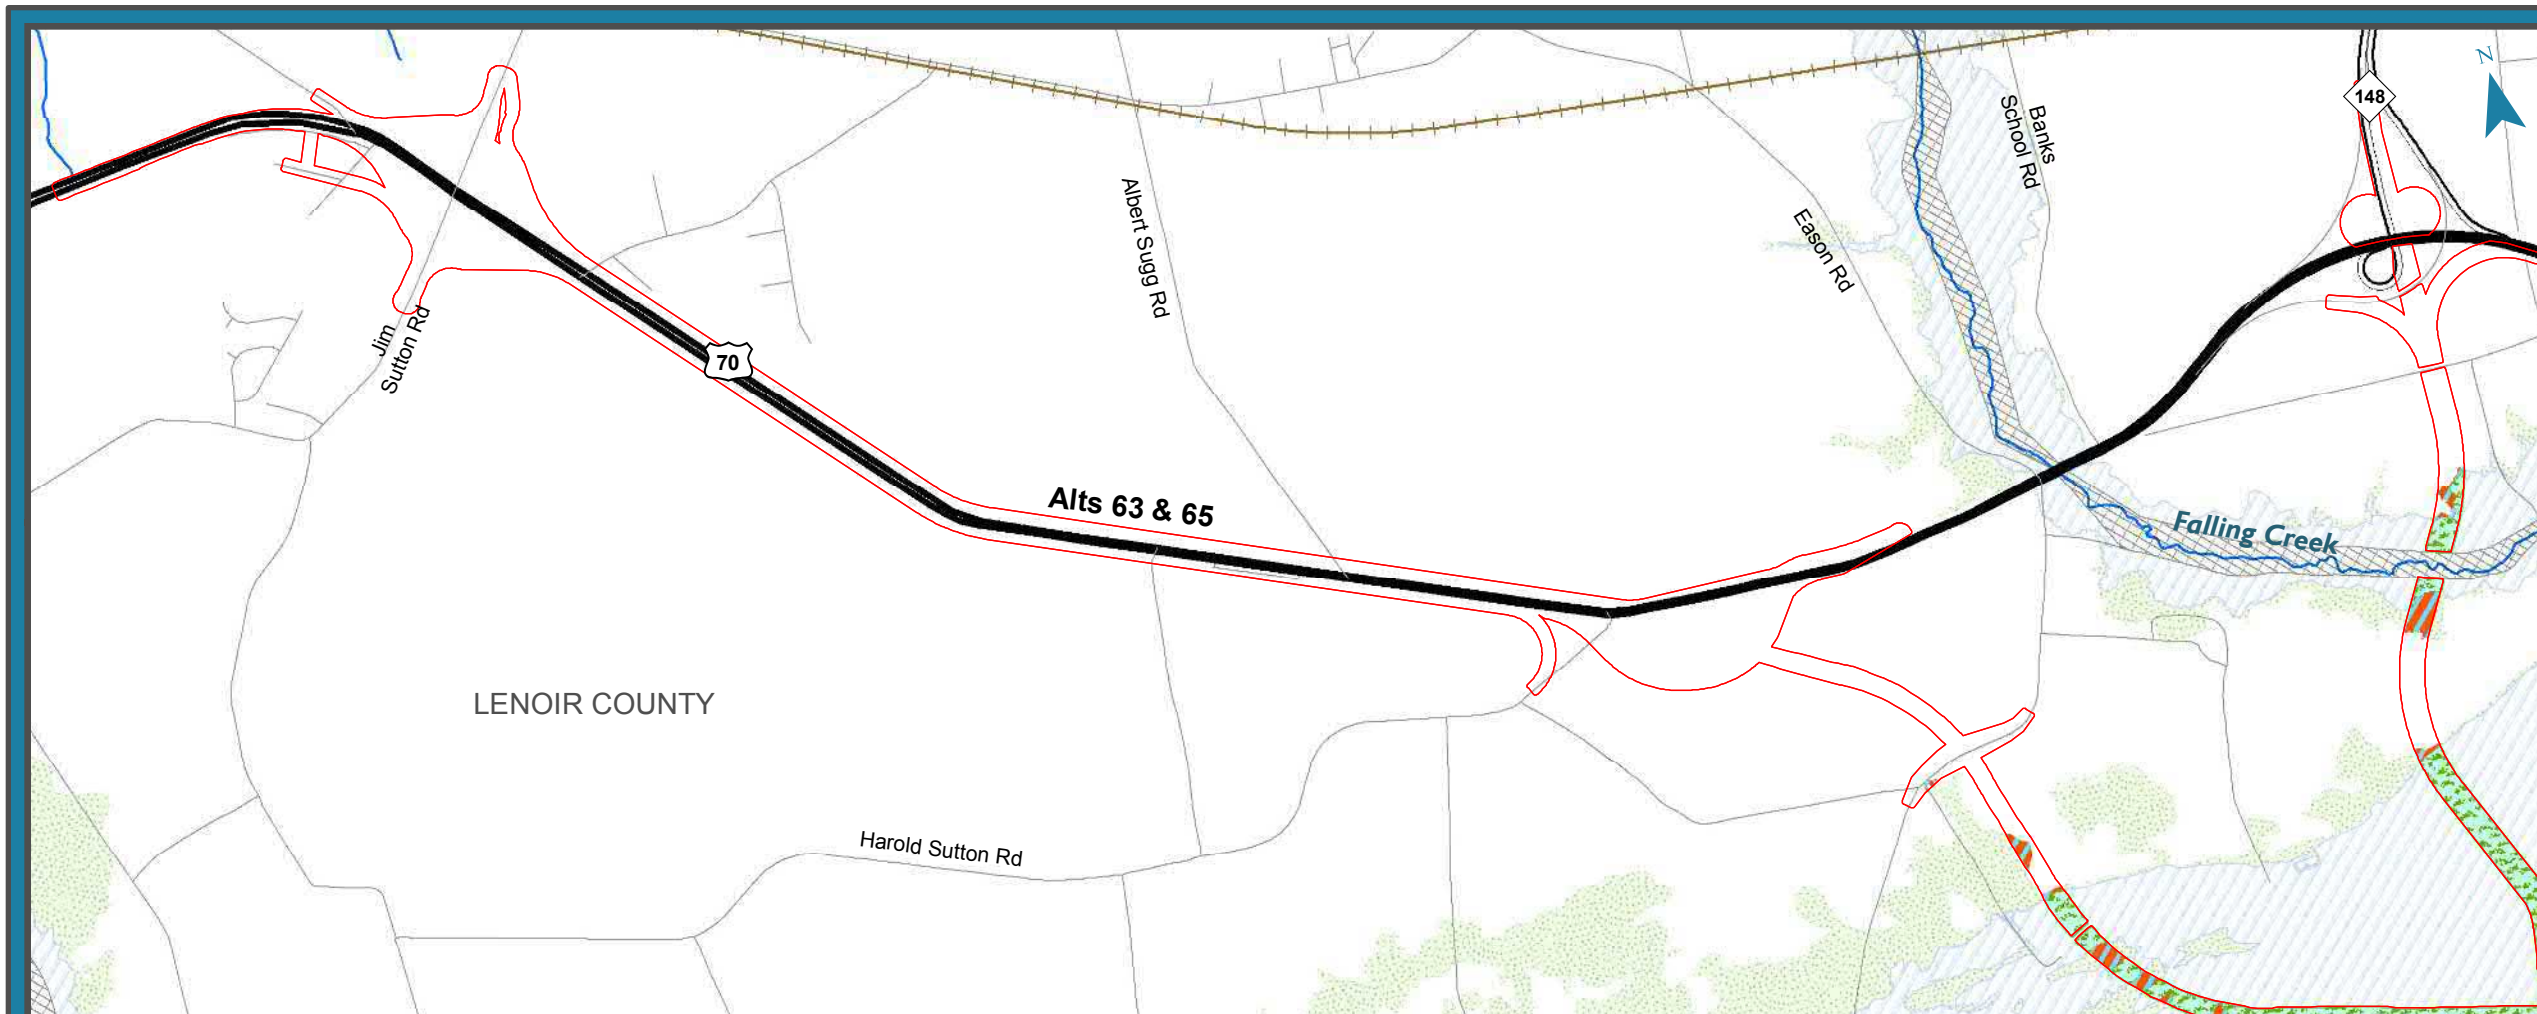 N
148
Banks
School Rd
Albert Sugg Rd
Eason Rd
Jim
Sutton Rd
70
Alts 63 & 65
Falling Creek
LENOIR COUNTY
Harold Sutton Rd